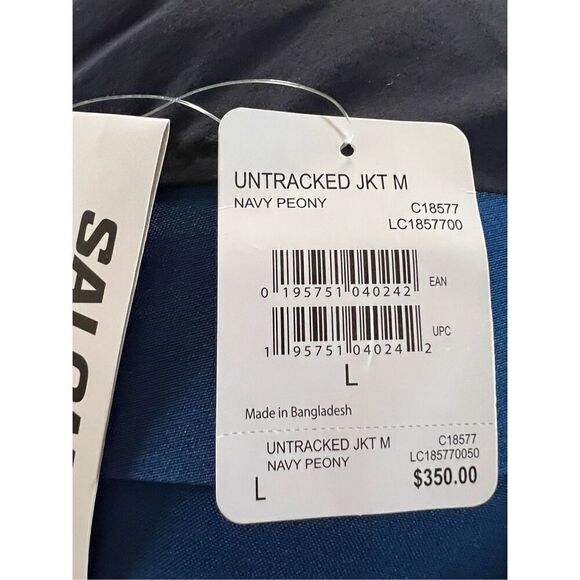 UNTRACKED JKT M
NAVY PEONY C18577
LC1857700
0 195751 040242 EAN
UPC
1 95751 04024 2
L
Made in Bangladesh
UNTRACKED JKT M C18577
NAVY PEONY LC185770050
L $350.00